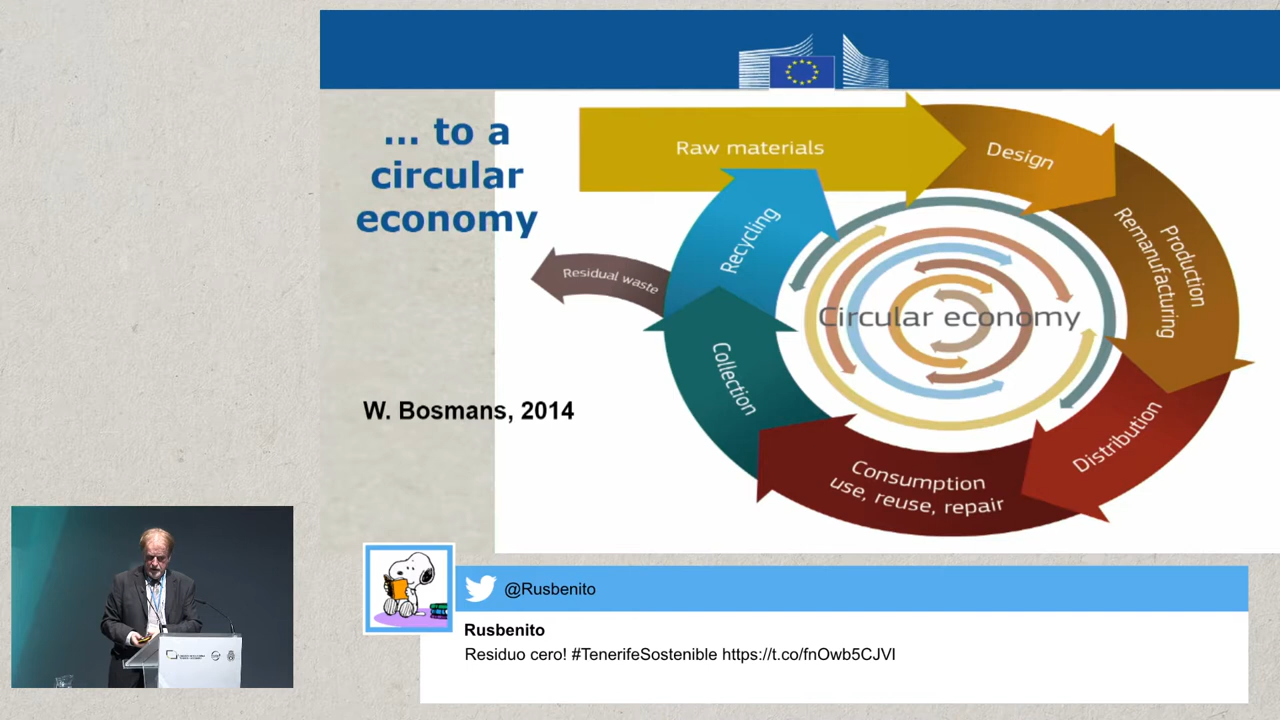 ... to a
circular
economy
Raw materials
Design
Production
Remanufacturing
Distribution
Consumption
use, reuse, repair
Collection
Recycling
Residual waste
Circular economy
W. Bosmans, 2014
@Rusbenito
Rusbenito
Residuo cero! #TenerifeSostenible https://t.co/fnOwb5CJVl